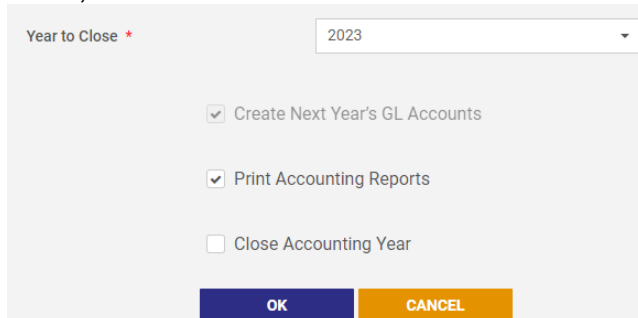 Year to Close * 2023
Create Next Year's GL Accounts
Print Accounting Reports
Close Accounting Year
OK CANCEL